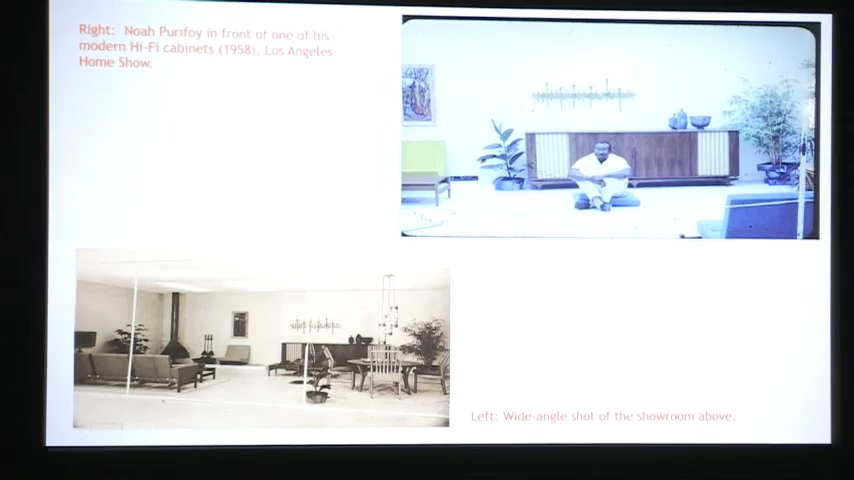 Right: Noah Purifoy in front of one of his
modern Hi-Fi cabinets (1958), Los Angeles
Home Show.
Left: Wide-angle shot of the showroom above.